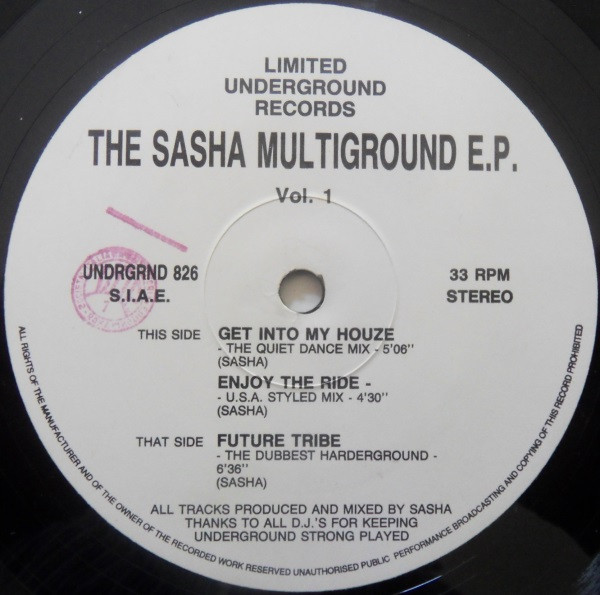 LIMITED
UNDERGROUND
RECORDS
THE SASHA MULTIGROUND E.P.
Vol. 1
UNDRGRND 826
S.I.A.E.
33 RPM
STEREO
THIS SIDE GET INTO MY HOUZE
- THE QUIET DANCE MIX - 5'06''
(SASHA)
ENJOY THE RIDE -
- U.S.A. STYLED MIX - 4'30''
(SASHA)
THAT SIDE FUTURE TRIBE
- THE DUBBEST HARDERGROUND -
6'36''
(SASHA)
ALL TRACKS PRODUCED AND MIXED BY SASHA
THANKS TO ALL D.J.'S FOR KEEPING
UNDERGROUND STRONG PLAYED
ALL RIGHTS OF THE MANUFACTURER AND OF THE OWNER OF THE RECORDED WORK RESERVED UNAUTHORISED PUBLIC PERFORMANCE BROADCASTING AND COPYING OF THIS RECORD PROHIBITED